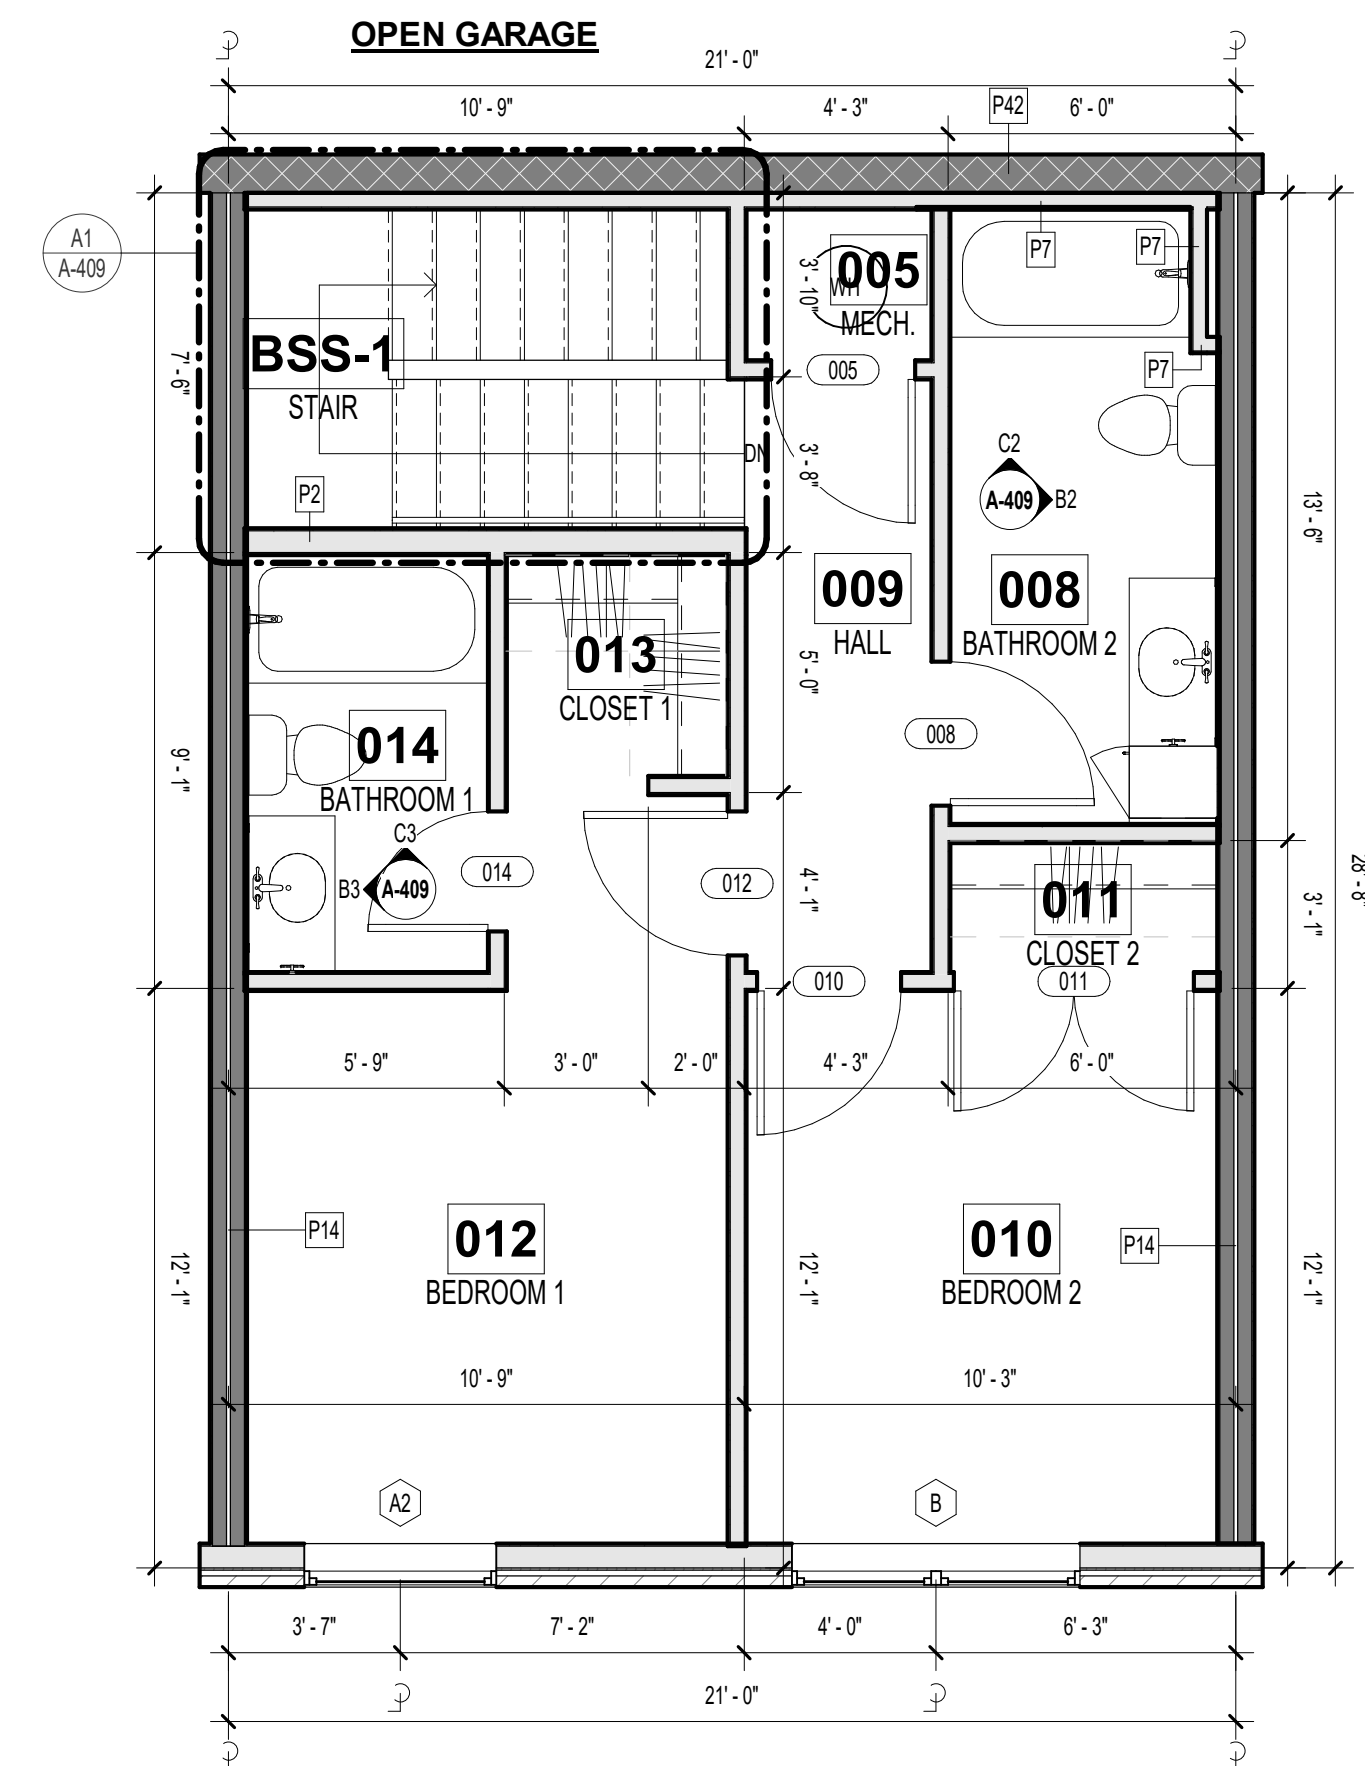 OPEN GARAGE
21' - 0"
10' - 9"
4' - 3"
P42
6' - 0"
A1
A-409
P7
P7
005
WH
MECH.
3' - 10"
BSS-1
STAIR
7' - 6"
005
P7
DN
3' - 8"
C2
A-409
B2
P2
13' - 6"
013
CLOSET 1
009
HALL
008
BATHROOM 2
5' - 0"
014
BATHROOM 1
9' - 1"
008
C3
B3
A-409
014
012
4' - 1"
011
CLOSET 2
3' - 1"
28' - 8"
010
011
5' - 9"
3' - 0"
2' - 0"
4' - 3"
6' - 0"
P14
012
BEDROOM 1
010
BEDROOM 2
P14
12' - 1"
12' - 1"
12' - 1"
10' - 9"
10' - 3"
A2
B
3' - 7"
7' - 2"
4' - 0"
6' - 3"
21' - 0"